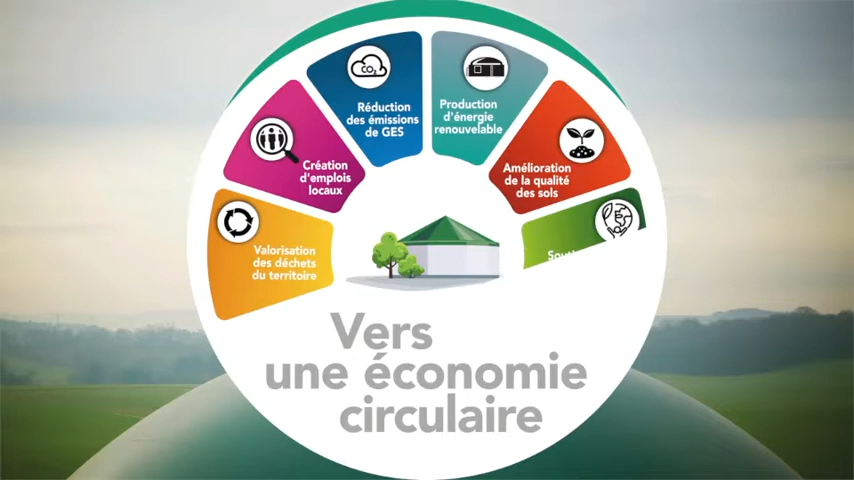 Réduction
des émissions
de GES
Production
d'énergie
renouvelable
Création
d'emplois
locaux
Amélioration
de la qualité
des sols
Valorisation
des déchets
du territoire
CO₂
Vers
une économie
circulaire